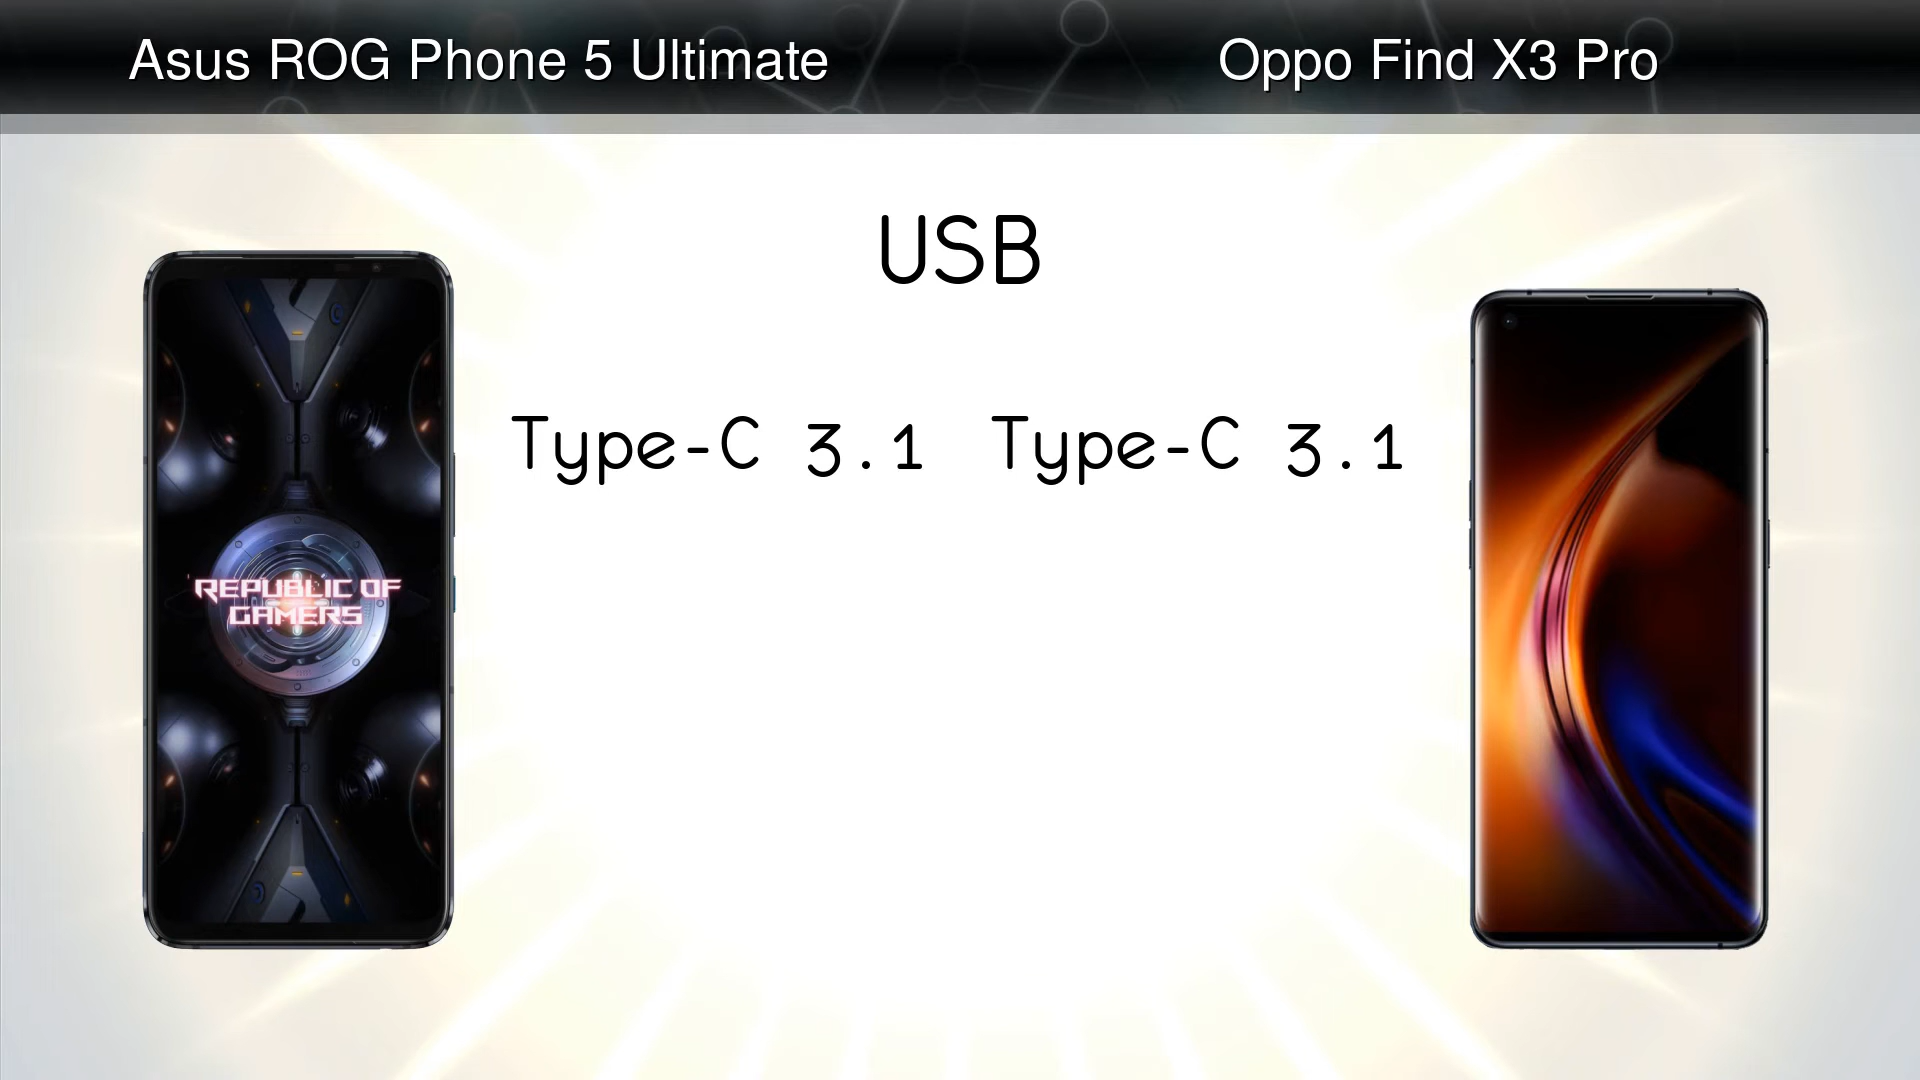 Asus ROG Phone 5 Ultimate
Oppo Find X3 Pro
USB
Type-C 3.1
Type-C 3.1
REPUBLIC OF
GAMERS